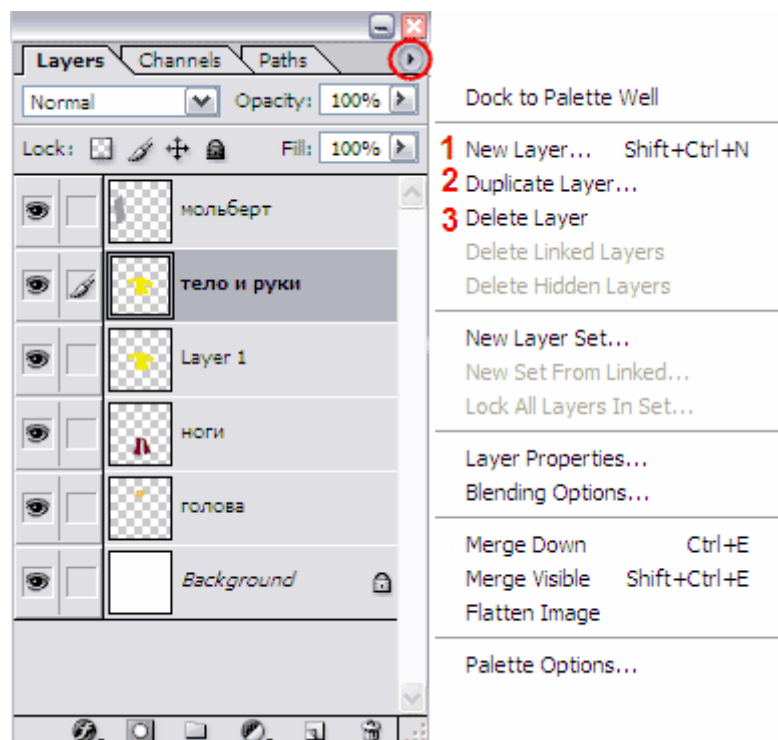 Layers Channels Paths
Normal Opacity: 100%
Lock: Fill: 100%
мольберт
тело и руки
Layer 1
ноги
голова
Background
Dock to Palette Well
1 New Layer... Shift+Ctrl+N
2 Duplicate Layer...
3 Delete Layer
Delete Linked Layers
Delete Hidden Layers
New Layer Set...
New Set From Linked...
Lock All Layers In Set...
Layer Properties...
Blending Options...
Merge Down Ctrl+E
Merge Visible Shift+Ctrl+E
Flatten Image
Palette Options...